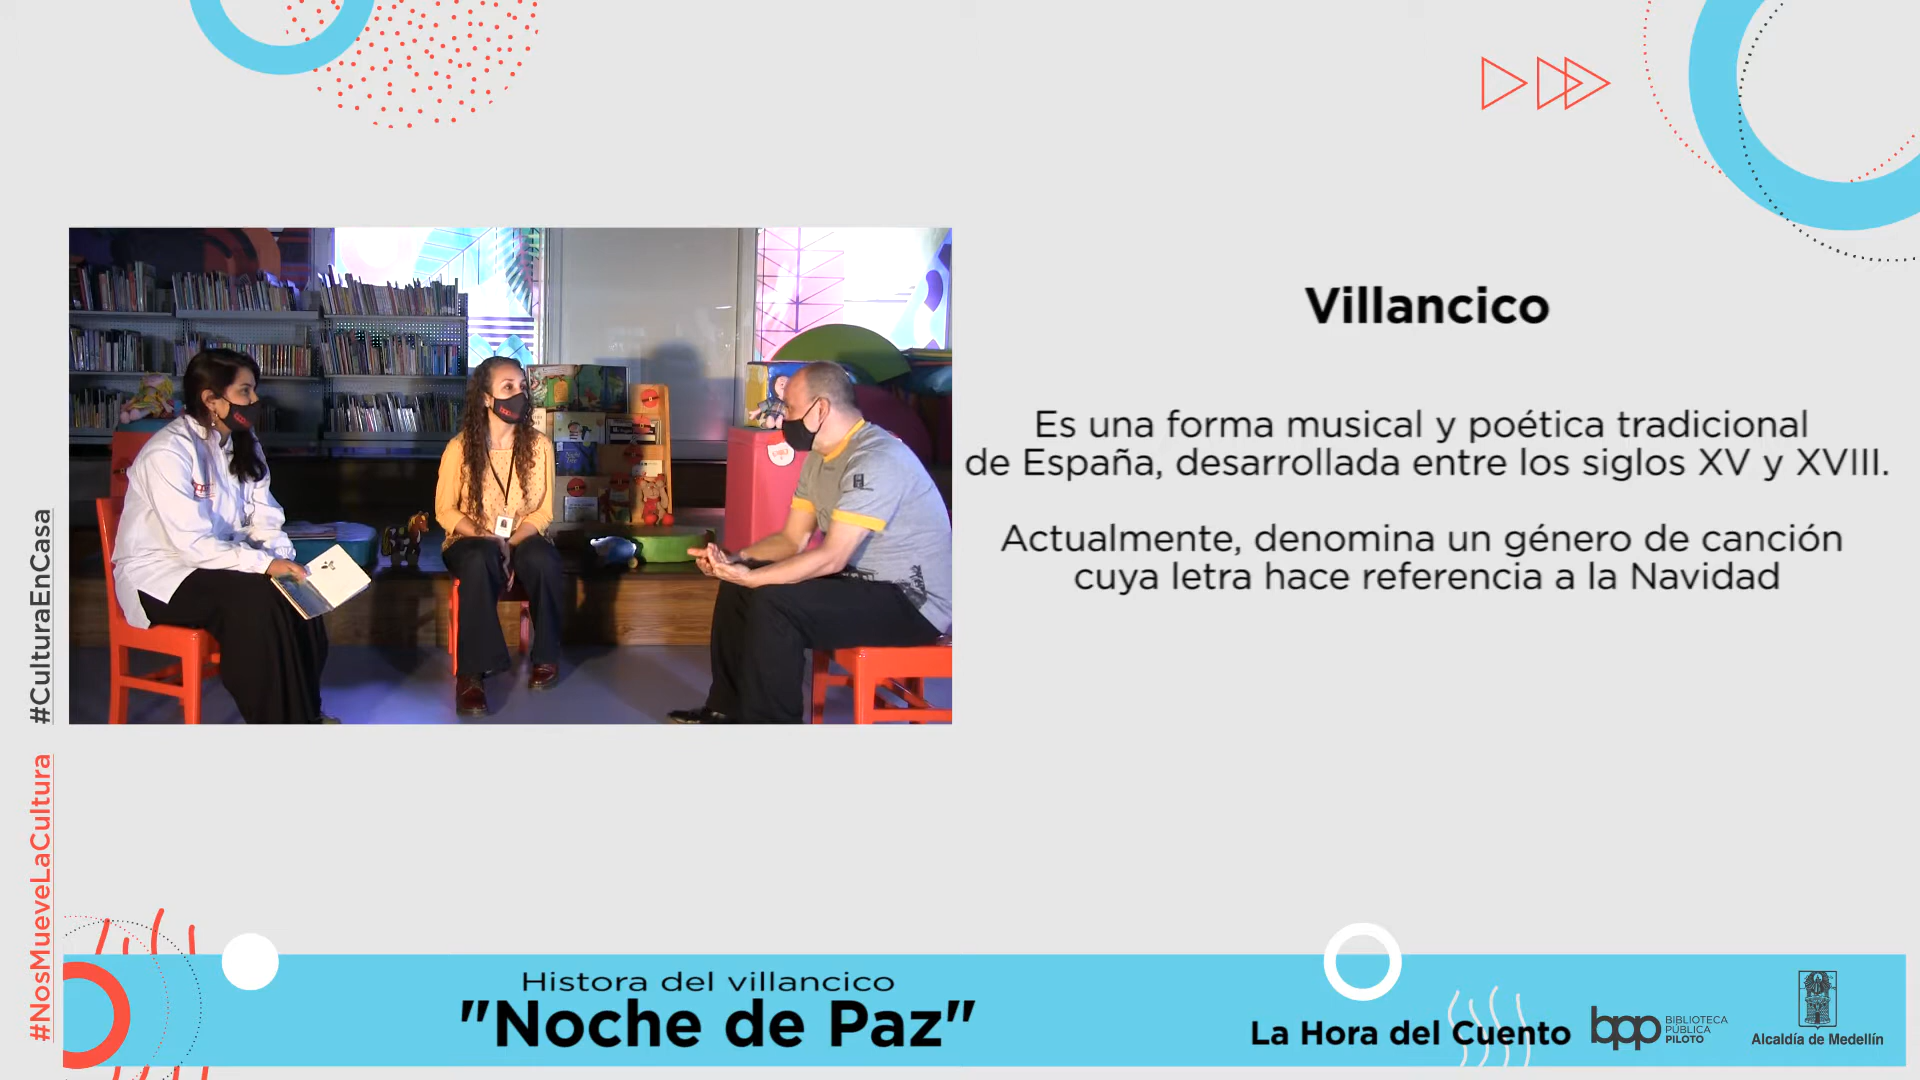 Villancico
Es una forma musical y poética tradicional
de España, desarrollada entre los siglos XV y XVIII.
Actualmente, denomina un género de canción
cuya letra hace referencia a la Navidad
#CulturaEnCasa
#NosMueveLaCultura
Histora del villancico
"Noche de Paz"
La Hora del Cuento
bpp
BIBLIOTECA
PÚBLICA
PILOTO
Alcaldía de Medellín